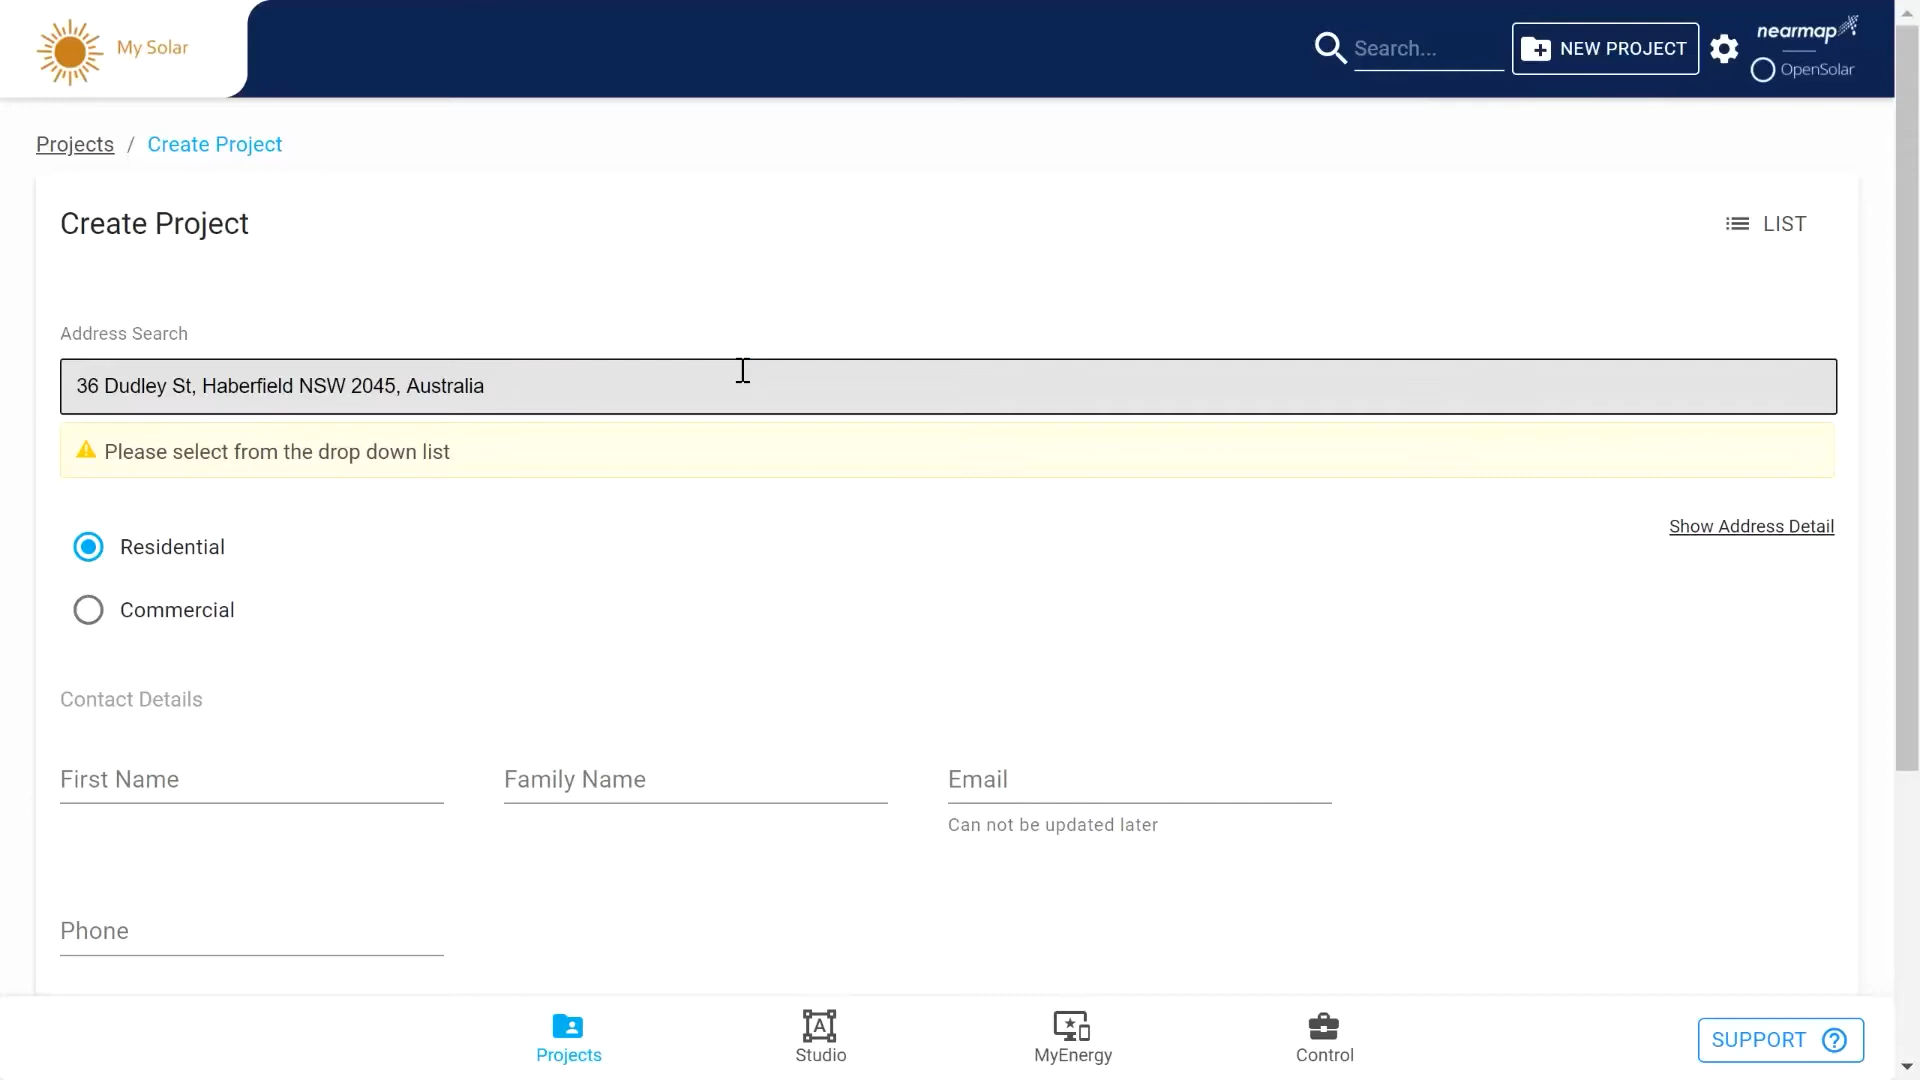 My Solar
Search...
NEW PROJECT
nearmap
OpenSolar
Projects / Create Project
Create Project
LIST
Address Search
36 Dudley St, Haberfield NSW 2045, Australia
Please select from the drop down list
Show Address Detail
Residential
Commercial
Contact Details
First Name
Family Name
Email
Can not be updated later
Phone
Projects
Studio
MyEnergy
Control
SUPPORT